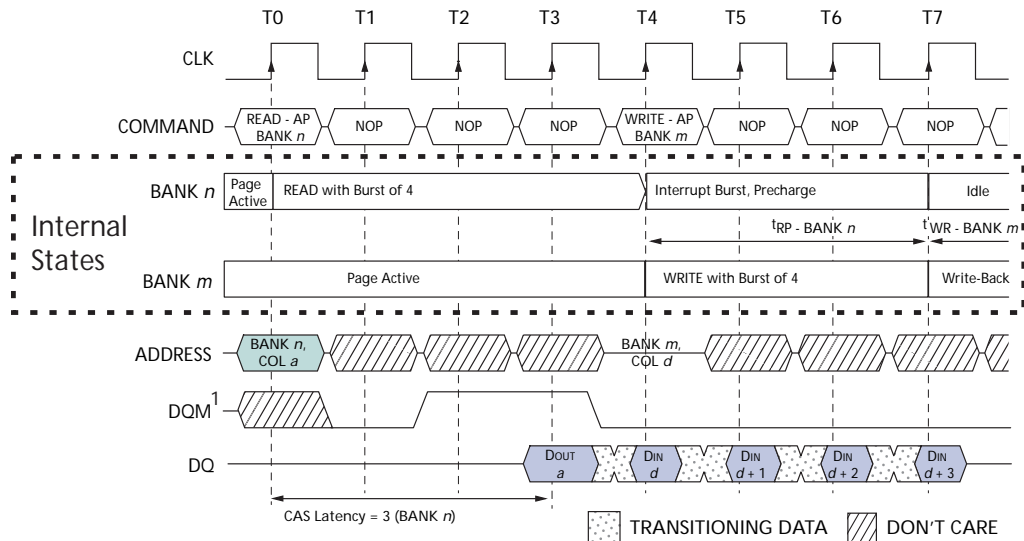 T0 T1 T2 T3 T4 T5 T6 T7
CLK
COMMAND
READ - AP
BANK n
NOP
NOP
NOP
WRITE - AP
BANK m
NOP
NOP
NOP
Internal
States
BANK n
Page
Active
READ with Burst of 4
Interrupt Burst, Precharge
Idle
tRP - BANK n
tWR - BANK m
BANK m
Page Active
WRITE with Burst of 4
Write-Back
ADDRESS
BANK n,
COL a
BANK m,
COL d
DQM1
DQ
DOUT
a
DIN
d
DIN
d + 1
DIN
d + 2
DIN
d + 3
CAS Latency = 3 (BANK n)
TRANSITIONING DATA
DON'T CARE